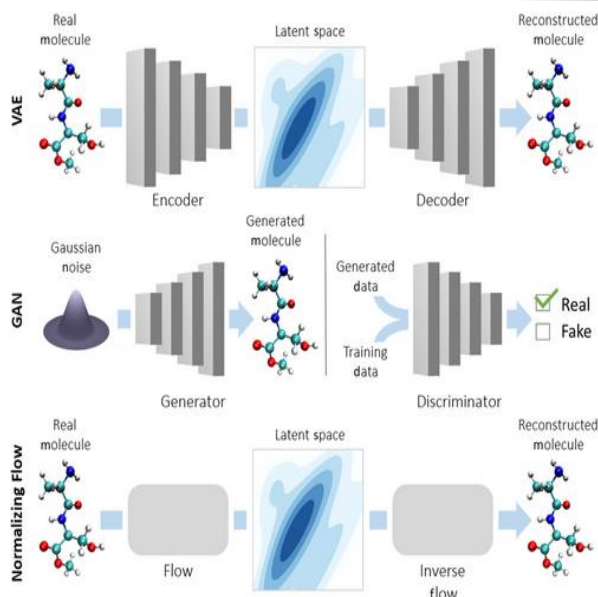 Real
molecule
Latent space
Reconstructed
molecule
VAE
Encoder
Decoder
Gaussian
noise
Generated
molecule
Generated
data
GAN
Real
Fake
Training
data
Generator
Discriminator
Real
molecule
Latent space
Reconstructed
molecule
Normalizing Flow
Flow
Inverse
flow